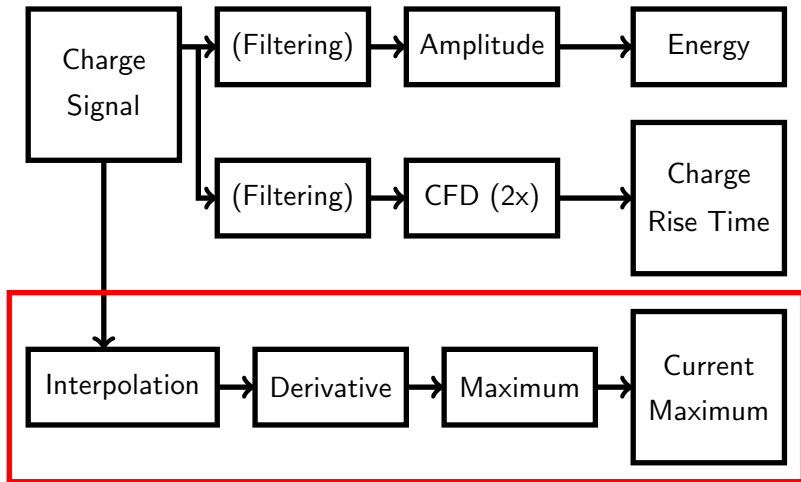 Charge
Signal
(Filtering)
Amplitude
Energy
(Filtering)
CFD (2x)
Charge
Rise Time
Interpolation
Derivative
Maximum
Current
Maximum